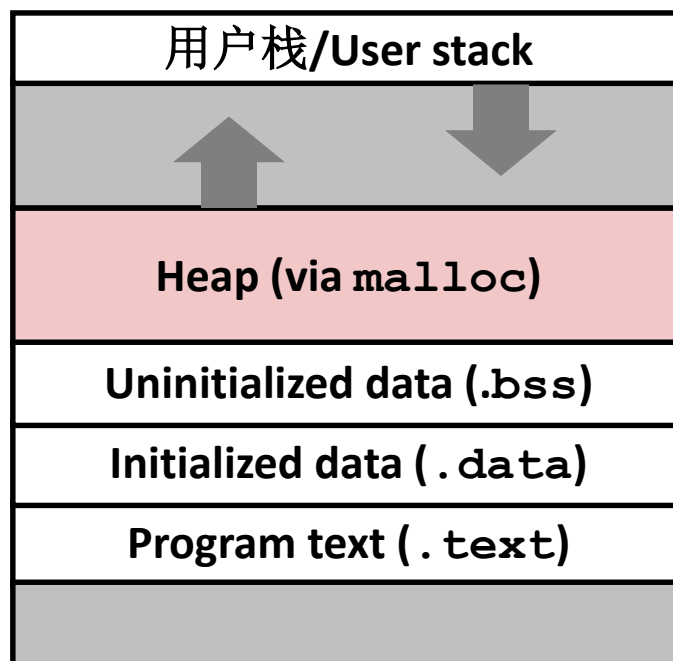 用户栈/User stack
Heap (via malloc)
Uninitialized data (.bss)
Initialized data (.data)
Program text (.text)